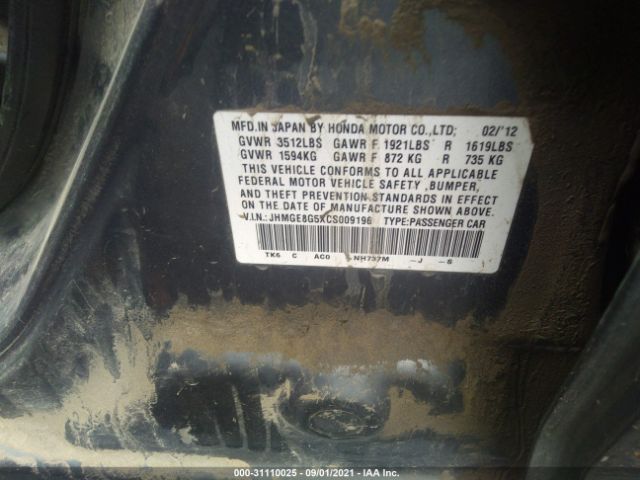 MFD.IN JAPAN BY HONDA MOTOR CO.,LTD; 02/'12
GVWR 3512LBS GAWR F 1921LBS R 1619LBS
GVWR 1594KG GAWR F 872 KG R 735 KG
THIS VEHICLE CONFORMS TO ALL APPLICABLE
FEDERAL MOTOR VEHICLE SAFETY ,BUMPER,
AND THEFT PREVENTION STANDARDS IN EFFECT
ON THE DATE OF MANUFACTURE SHOWN ABOVE.
V.I.N.: JHMGE8G5XCS009196 TYPE:PASSENGER CAR
TK6 C AC0 NH737M -J -S
000-31110025 - 09/01/2021 - IAA Inc.